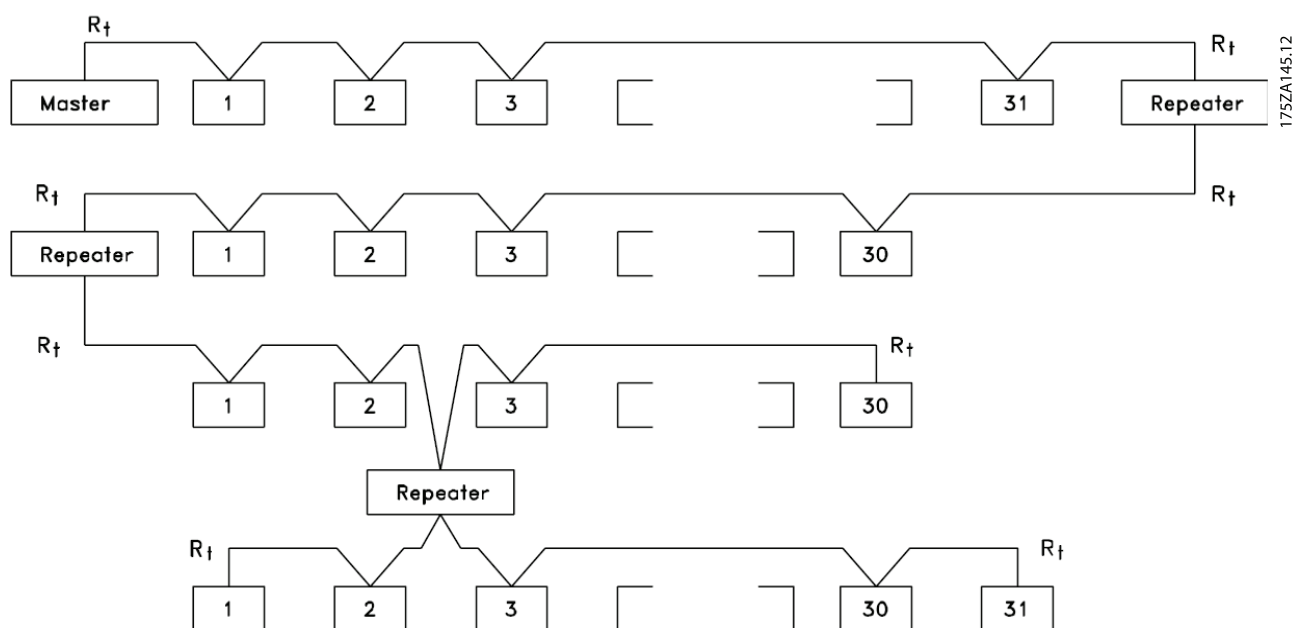 Rt Rt
Master 1 2 3 31 Repeater
175ZA145.12
Rt Rt
Repeater 1 2 3 30
Rt Rt
1 2 3 30
Repeater
Rt Rt
1 2 3 30 31